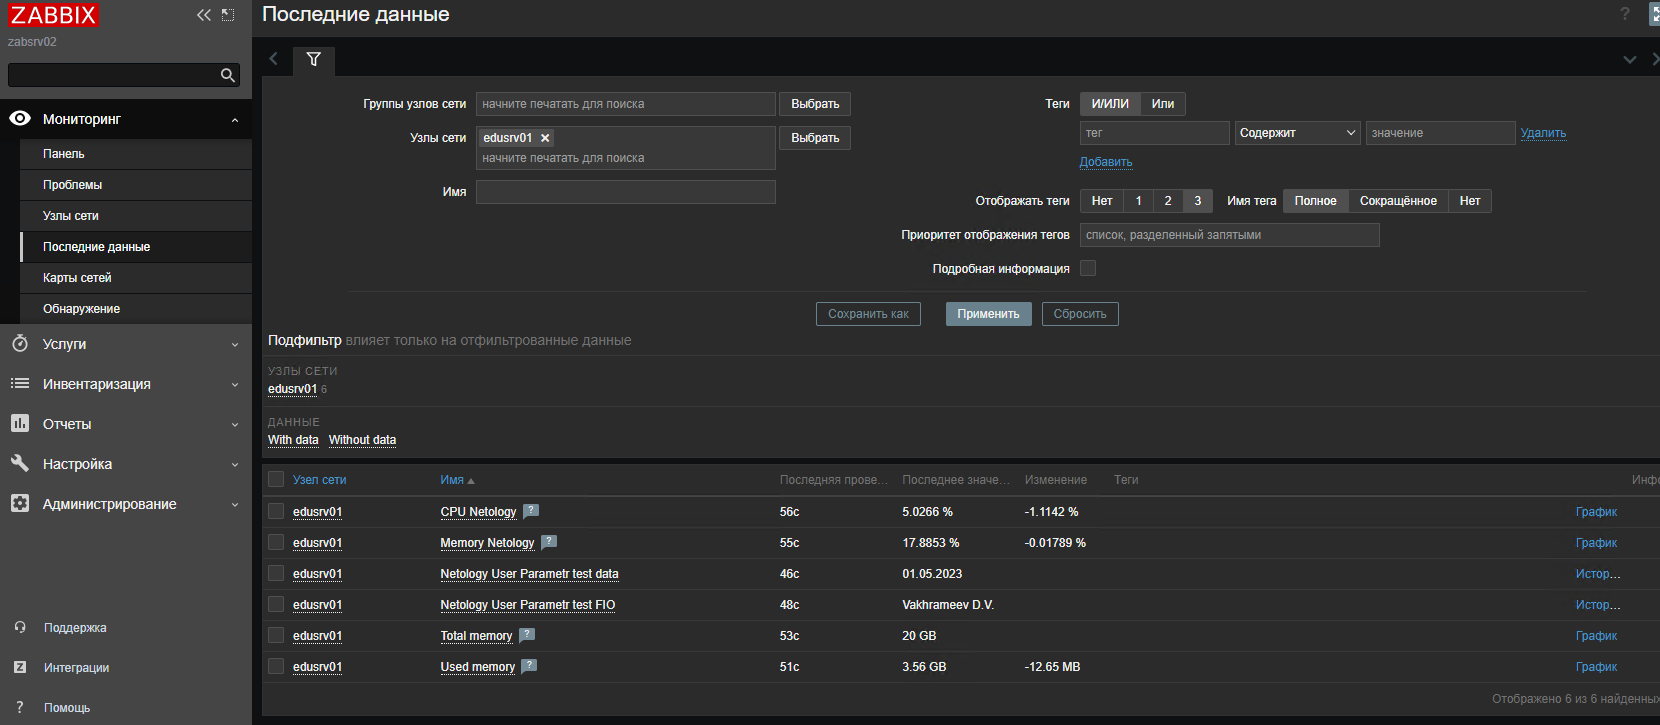 ZABBIX
zabsrv02
Мониторинг
Панель
Проблемы
Узлы сети
Последние данные
Карты сетей
Обнаружение
Услуги
Инвентаризация
Отчеты
Настройка
Администрирование
Поддержка
Z Интеграции
? Помощь
Последние данные
?
Группы узлов сети начните печатать для поиска Выбрать
Узлы сети edusrv01 Выбрать
начните печатать для поиска
Имя
Теги И/ИЛИ Или
тег Содержит значение Удалить
Добавить
Отображать теги Нет 1 2 3 Имя тега Полное Сокращённое Нет
Приоритет отображения тегов список, разделенный запятыми
Подробная информация
Сохранить как Применить Сбросить
Подфильтр влияет только на отфильтрованные данные
УЗЛЫ СЕТИ
edusrv01 6
ДАННЫЕ
With data Without data
Узел сети Имя Последняя прове... Последнее значе... Изменение Теги Инфо
edusrv01 CPU Netology ? 56с 5.0266 % -1.1142 % График
edusrv01 Memory Netology ? 55с 17.8853 % -0.01789 % График
edusrv01 Netology User Parametr test data 46с 01.05.2023 Истор...
edusrv01 Netology User Parametr test FIO 48с Vakhrameev D.V. Истор...
edusrv01 Total memory ? 53с 20 GB График
edusrv01 Used memory ? 51с 3.56 GB -12.65 MB График
Отображено 6 из 6 найденных